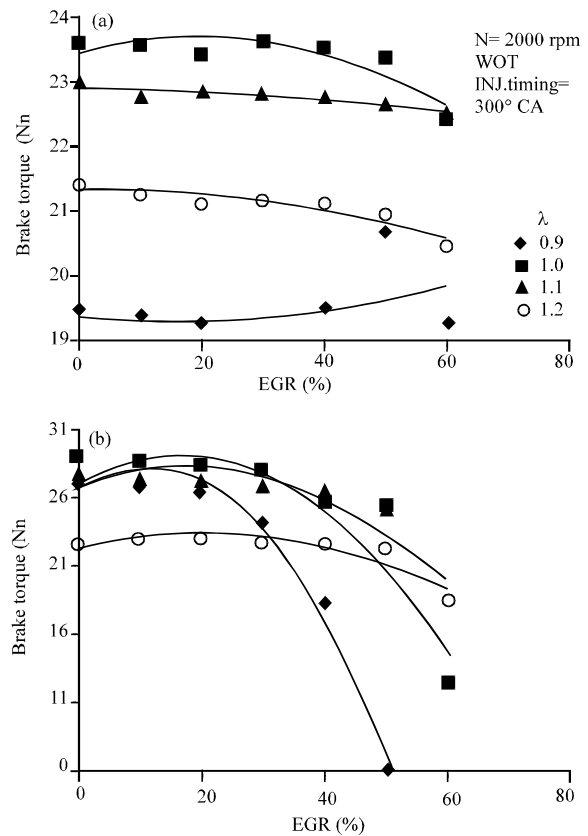 (a)
24
23
22
21
20
19
Brake torque (Nn
0
20
40
60
80
EGR (%)
N= 2000 rpm
WOT
INJ.timing=
300° CA
λ
0.9
1.0
1.1
1.2
(b)
31
26
21
16
11
0
Brake torque (Nn
0
20
40
60
80
EGR (%)